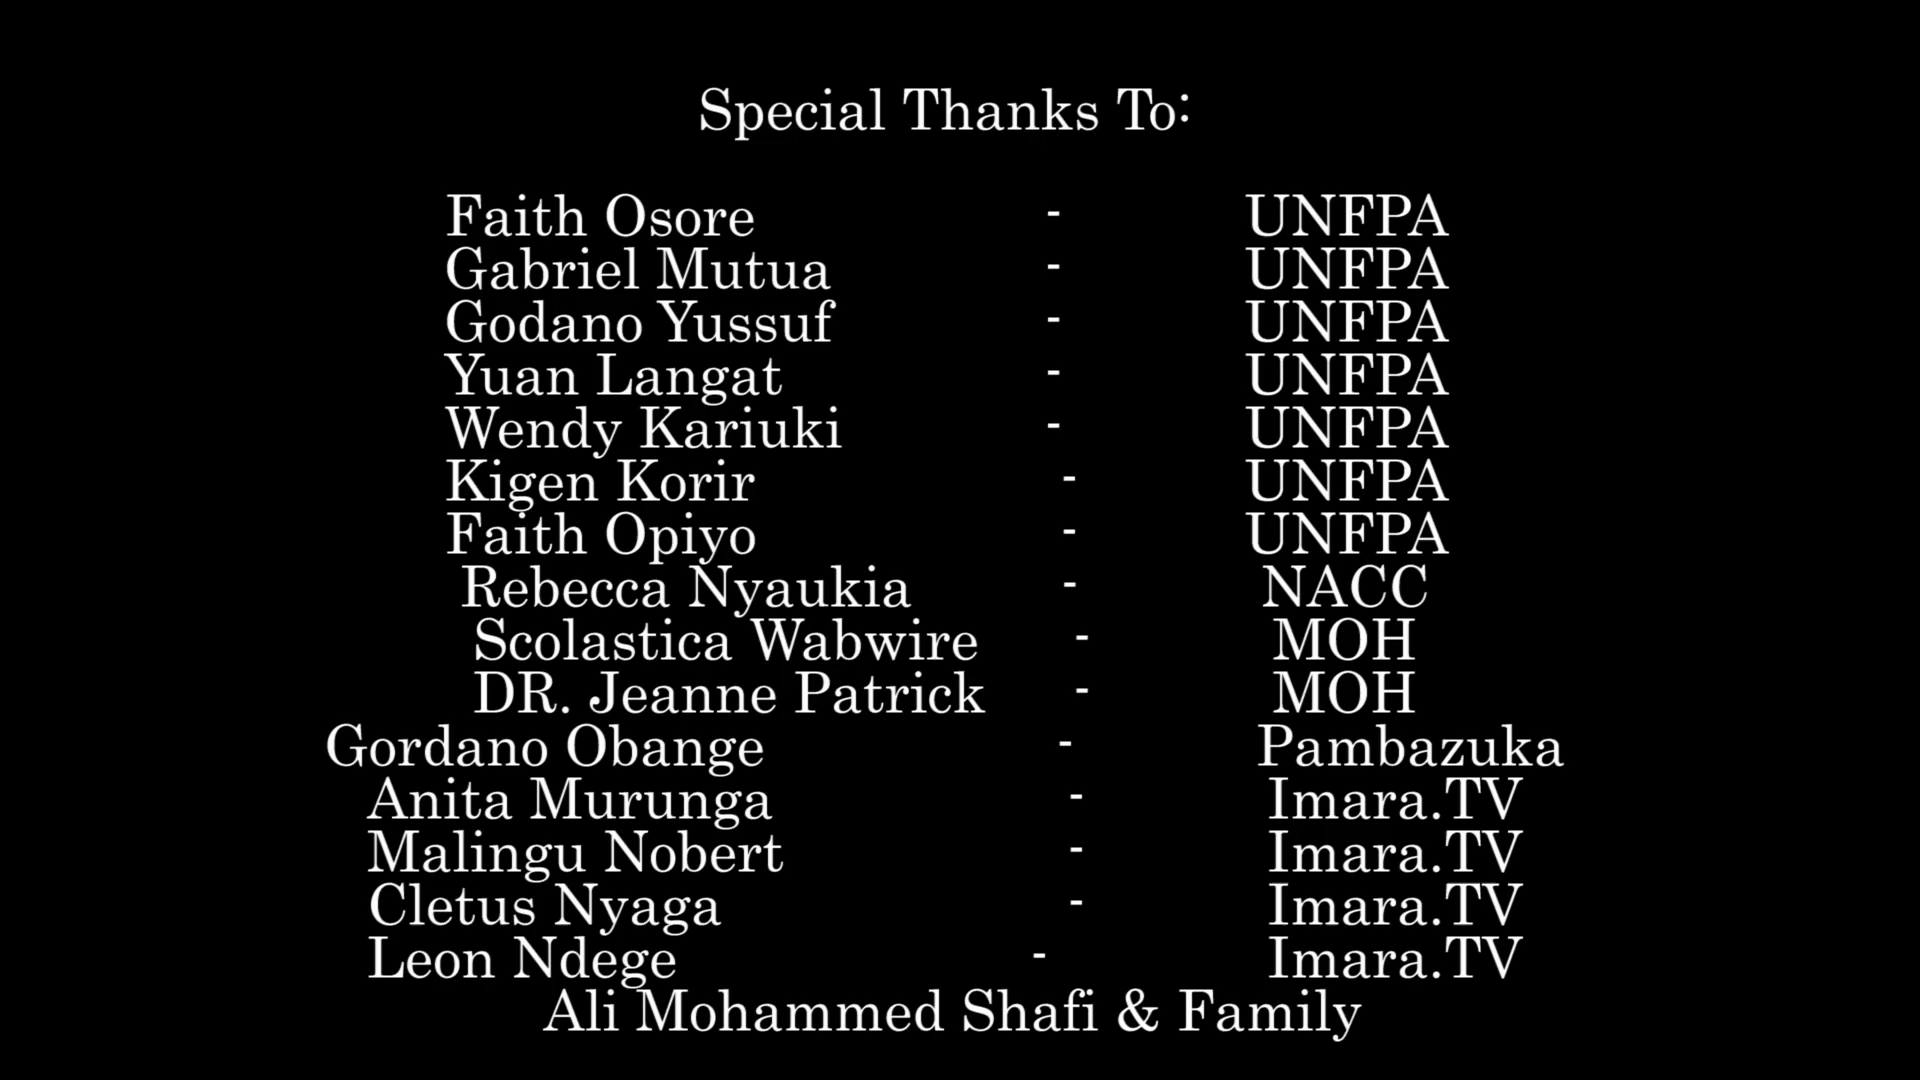 Special Thanks To:
Faith Osore - UNFPA
Gabriel Mutua - UNFPA
Godano Yussuf - UNFPA
Yuan Langat - UNFPA
Wendy Kariuki - UNFPA
Kigen Korir - UNFPA
Faith Opiyo - UNFPA
Rebecca Nyaukia - NACC
Scolastica Wabwire - MOH
DR. Jeanne Patrick - MOH
Gordano Obange - Pambazuka
Anita Murunga - Imara.TV
Malingu Nobert - Imara.TV
Cletus Nyaga - Imara.TV
Leon Ndege - Imara.TV
Ali Mohammed Shafi & Family